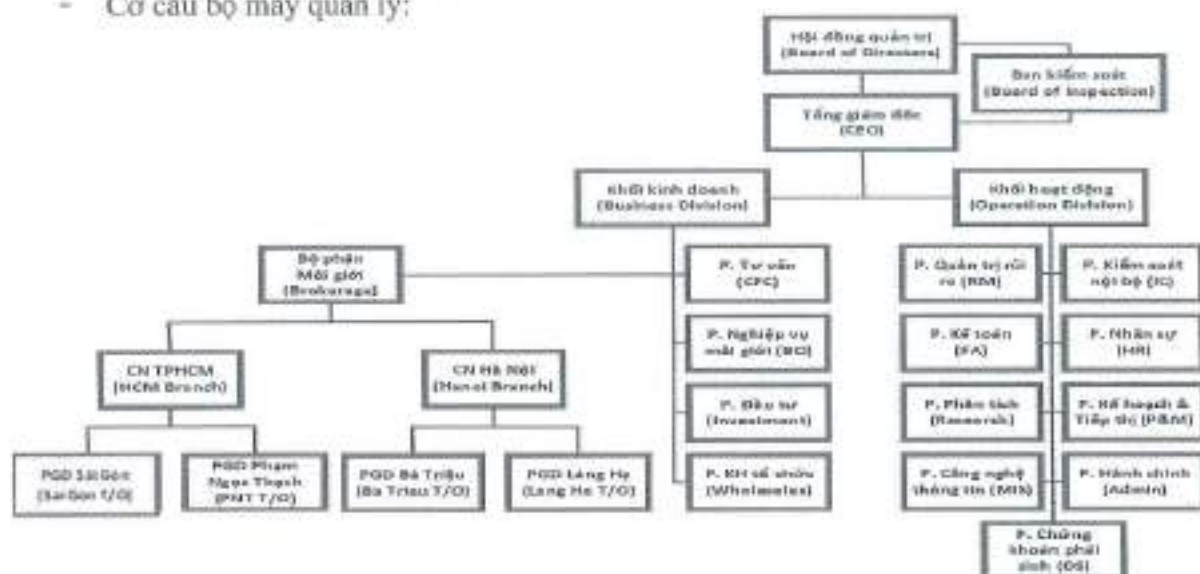 - Cơ cấu bộ máy quản lý:
Hội đồng quản trị
(Board of Directors)
Ban kiểm soát
(Board of Inspection)
Tổng giám đốc
(CEO)
Khối kinh doanh
(Business Division)
Khối hoạt động
(Operation Division)
Bộ phận
Môi giới
(Brokerage)
P. Tư vấn
(CFC)
P. Quản trị rủi
ro (RM)
P. Kiểm soát
nội bộ (IC)
P. Nghiệp vụ
môi giới (BO)
P. Kế toán
(FA)
P. Nhân sự
(HR)
CN TPHCM
(HCM Branch)
CN Hà Nội
(Hanoi Branch)
P. Đầu tư
(Investment)
P. Phân tích
(Research)
P. Kế hoạch &
Tiếp thị (P&M)
PGD Sài Gòn
(Sai Gon T/O)
PGD Phạm
Ngọc Thạch
(PNT T/O)
PGD Bà Triệu
(Ba Trieu T/O)
PGD Láng Hạ
(Lang Ha T/O)
P. KH sỉ
(Wholesales)
P. Công nghệ
thông tin (MIS)
P. Hành chính
(Admin)
P. Chứng
khoán phái
sinh (DS)